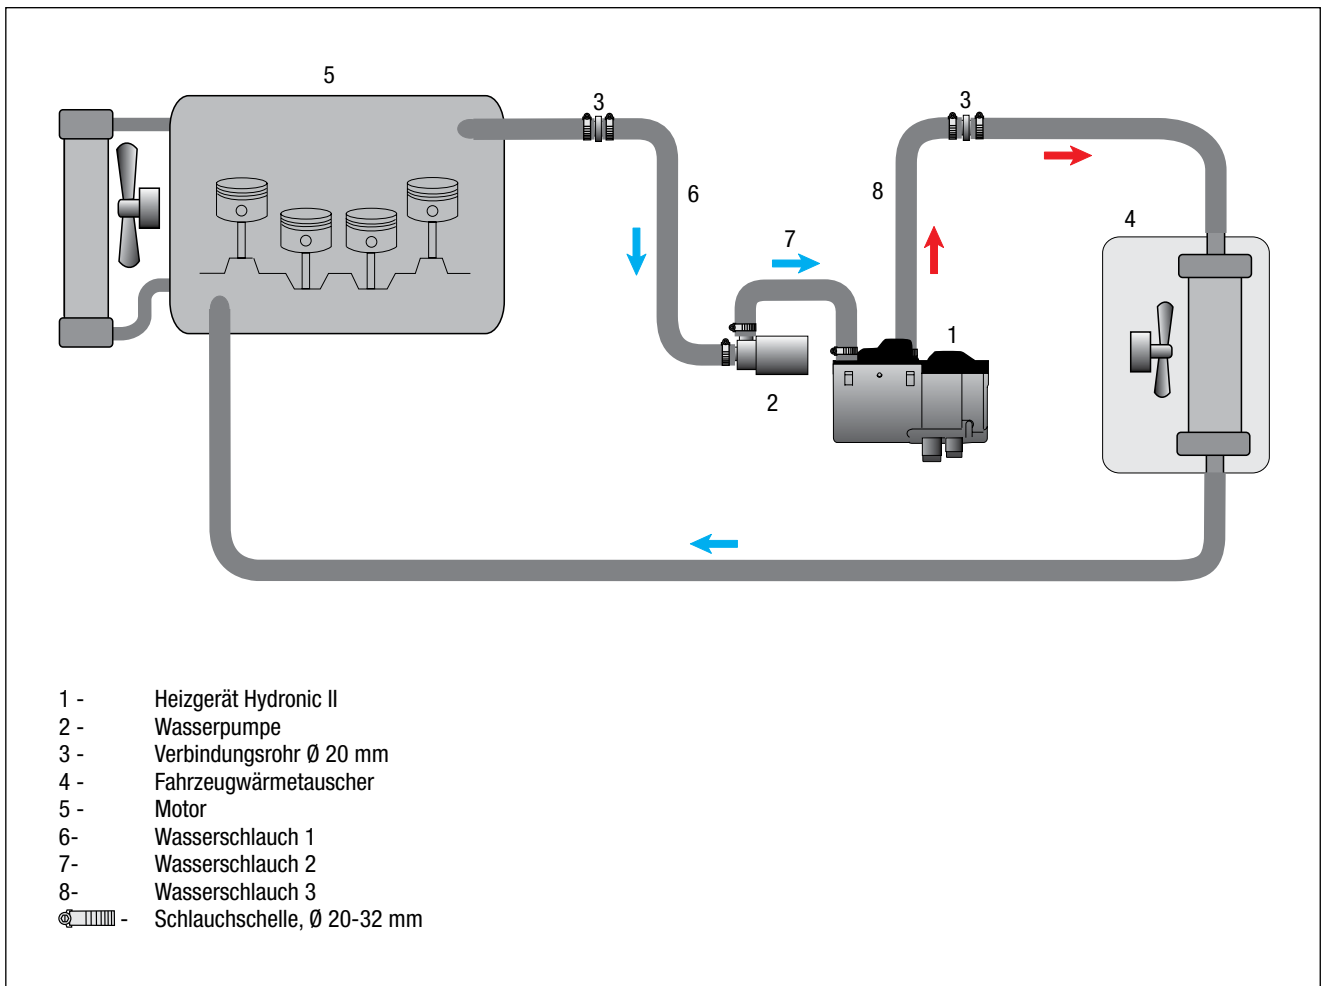 5
3
3
6
8
4
7
1
2
1 - Heizgerät Hydronic II
2 - Wasserpumpe
3 - Verbindungsrohr Ø 20 mm
4 - Fahrzeugwärmetauscher
5 - Motor
6- Wasserschlauch 1
7- Wasserschlauch 2
8- Wasserschlauch 3
- Schlauchschelle, Ø 20-32 mm